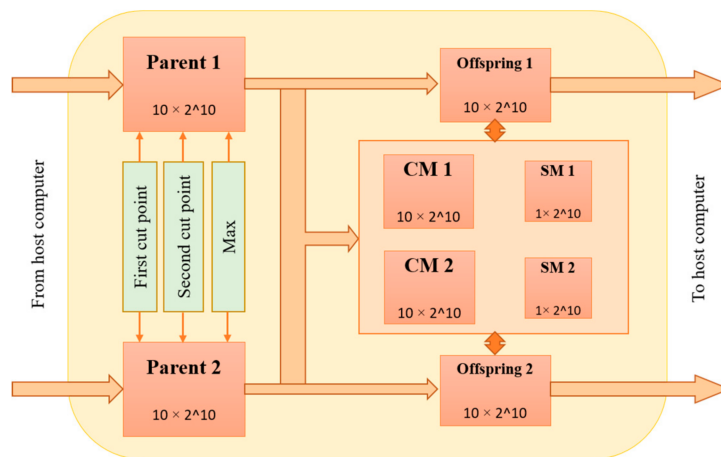 From host computer
Parent 1
10 × 2^10
First cut point
Second cut point
Max
Parent 2
10 × 2^10
Offspring 1
10 × 2^10
CM 1
10 × 2^10
SM 1
1× 2^10
CM 2
10 × 2^10
SM 2
1× 2^10
Offspring 2
10 × 2^10
To host computer